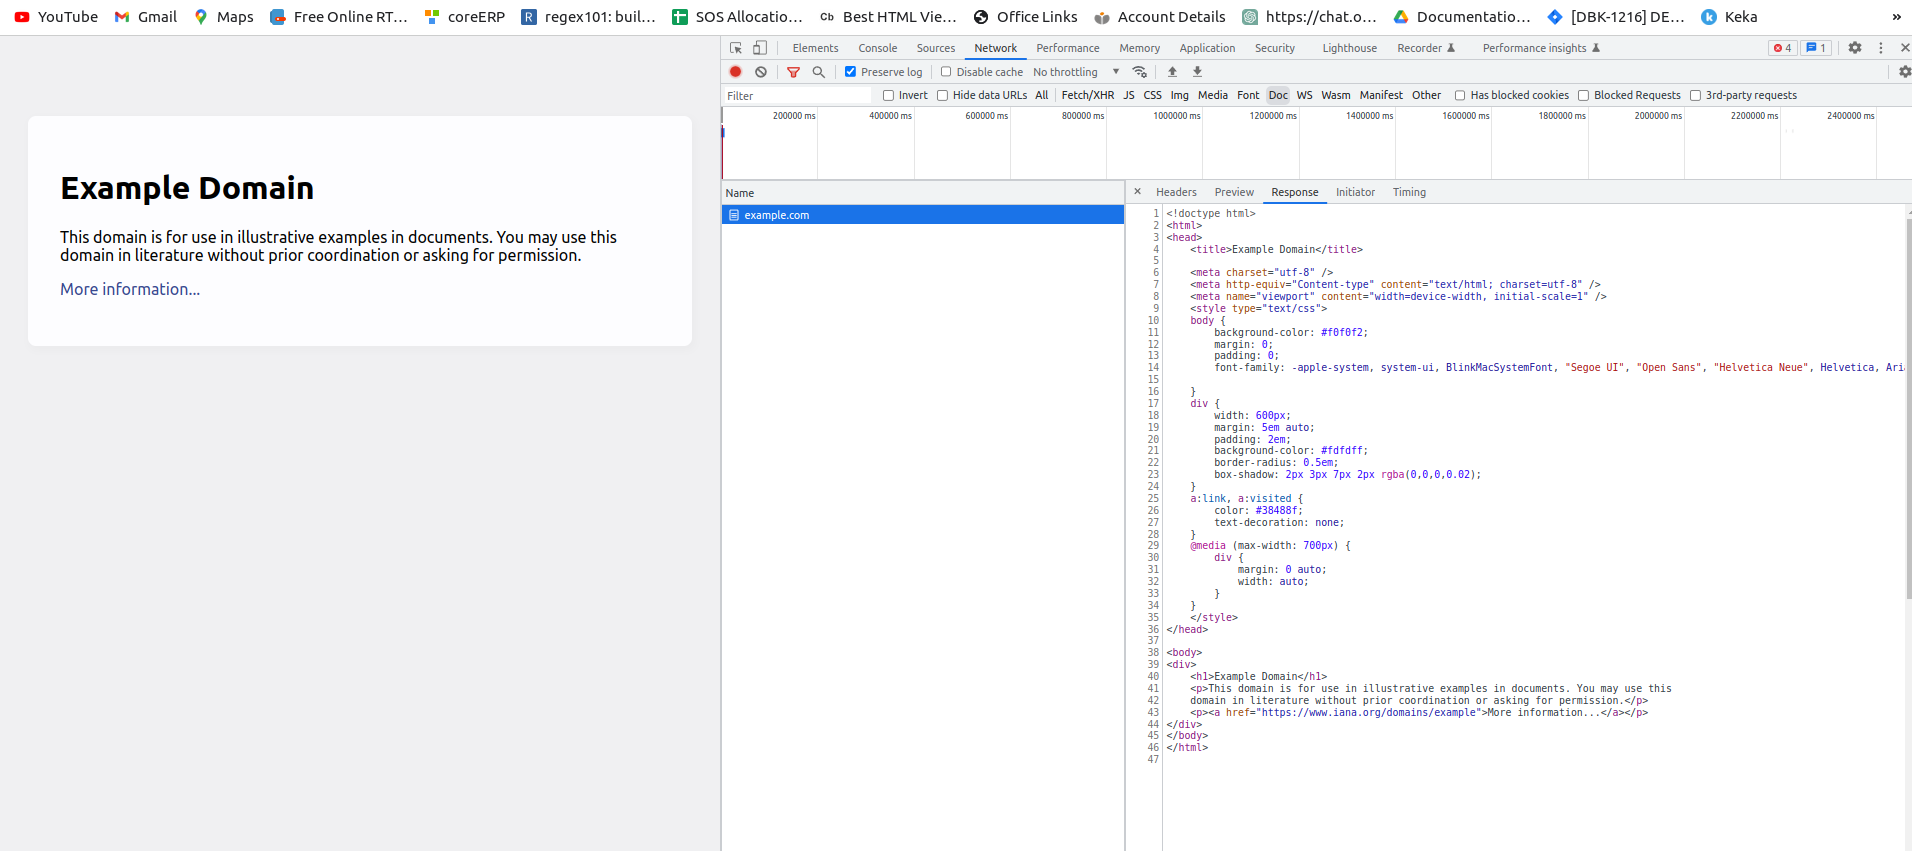 YouTube Gmail Maps Free Online RT... coreERP regex101: buil... SOS Allocatio... Cb Best HTML Vie... Office Links Account Details https://chat.o... Documentatio... [DBK-1216] DE... k Keka »
Elements Console Sources Network Performance Memory Application Security Lighthouse Recorder Performance insights 4 1
Preserve log Disable cache No throttling
Filter Invert Hide data URLs All Fetch/XHR JS CSS Img Media Font Doc WS Wasm Manifest Other Has blocked cookies Blocked Requests 3rd-party requests
200000 ms 400000 ms 600000 ms 800000 ms 1000000 ms 1200000 ms 1400000 ms 1600000 ms 1800000 ms 2000000 ms 2200000 ms 2400000 ms
Example Domain
This domain is for use in illustrative examples in documents. You may use this
domain in literature without prior coordination or asking for permission.
More information...
Name
example.com
Headers Preview Response Initiator Timing
1 <!doctype html>
2 <html>
3 <head>
4 <title>Example Domain</title>
5
6 <meta charset="utf-8" />
7 <meta http-equiv="Content-type" content="text/html; charset=utf-8" />
8 <meta name="viewport" content="width=device-width, initial-scale=1" />
9 <style type="text/css">
10 body {
11 background-color: #f0f0f2;
12 margin: 0;
13 padding: 0;
14 font-family: -apple-system, system-ui, BlinkMacSystemFont, "Segoe UI", "Open Sans", "Helvetica Neue", Helvetica, Ari
15
16 }
17 div {
18 width: 600px;
19 margin: 5em auto;
20 padding: 2em;
21 background-color: #fdfdff;
22 border-radius: 0.5em;
23 box-shadow: 2px 3px 7px 2px rgba(0,0,0,0.02);
24 }
25 a:link, a:visited {
26 color: #38488f;
27 text-decoration: none;
28 }
29 @media (max-width: 700px) {
30 div {
31 margin: 0 auto;
32 width: auto;
33 }
34 }
35 </style>
36 </head>
37
38 <body>
39 <div>
40 <h1>Example Domain</h1>
41 <p>This domain is for use in illustrative examples in documents. You may use this
42 domain in literature without prior coordination or asking for permission.</p>
43 <p><a href="https://www.iana.org/domains/example">More information...</a></p>
44 </div>
45 </body>
46 </html>
47